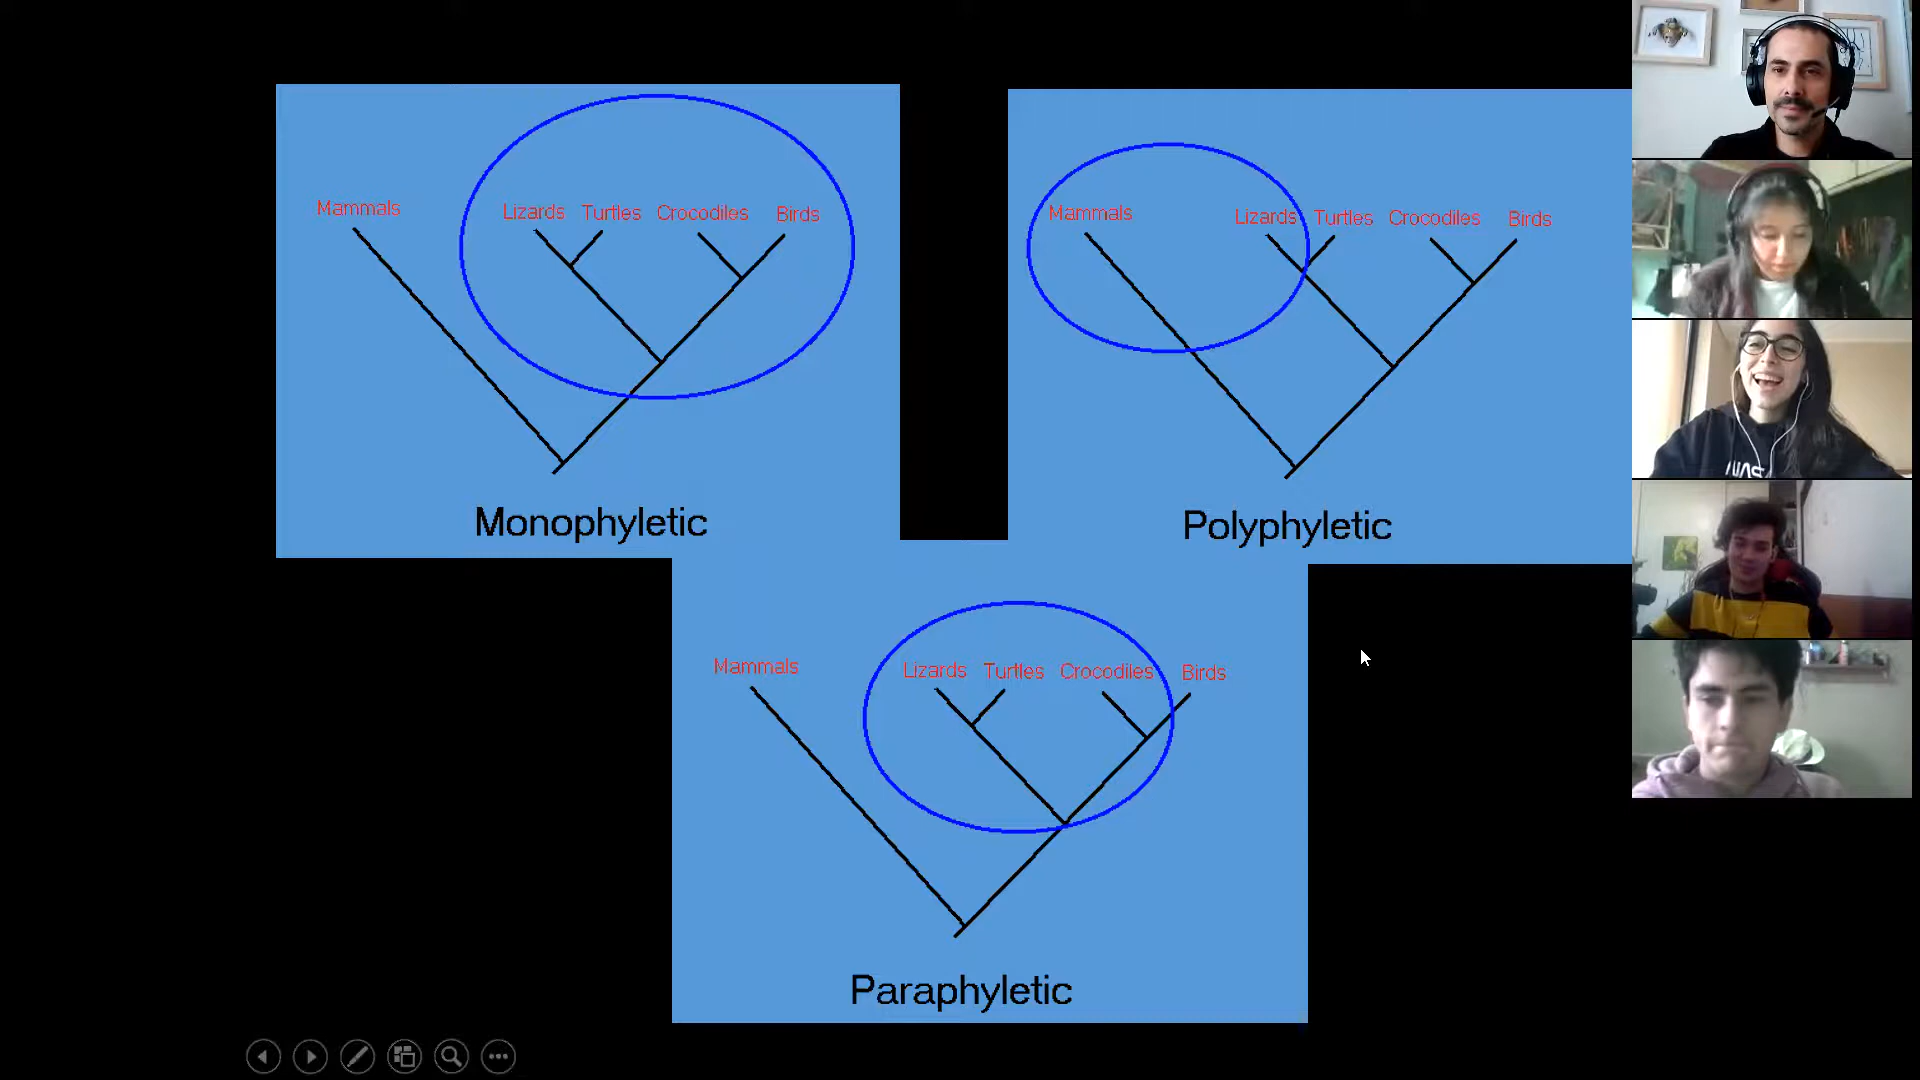 Mammals
Lizards Turtles Crocodiles Birds
Monophyletic
Mammals
Lizards Turtles Crocodiles Birds
Polyphyletic
Mammals
Lizards Turtles Crocodiles Birds
Paraphyletic